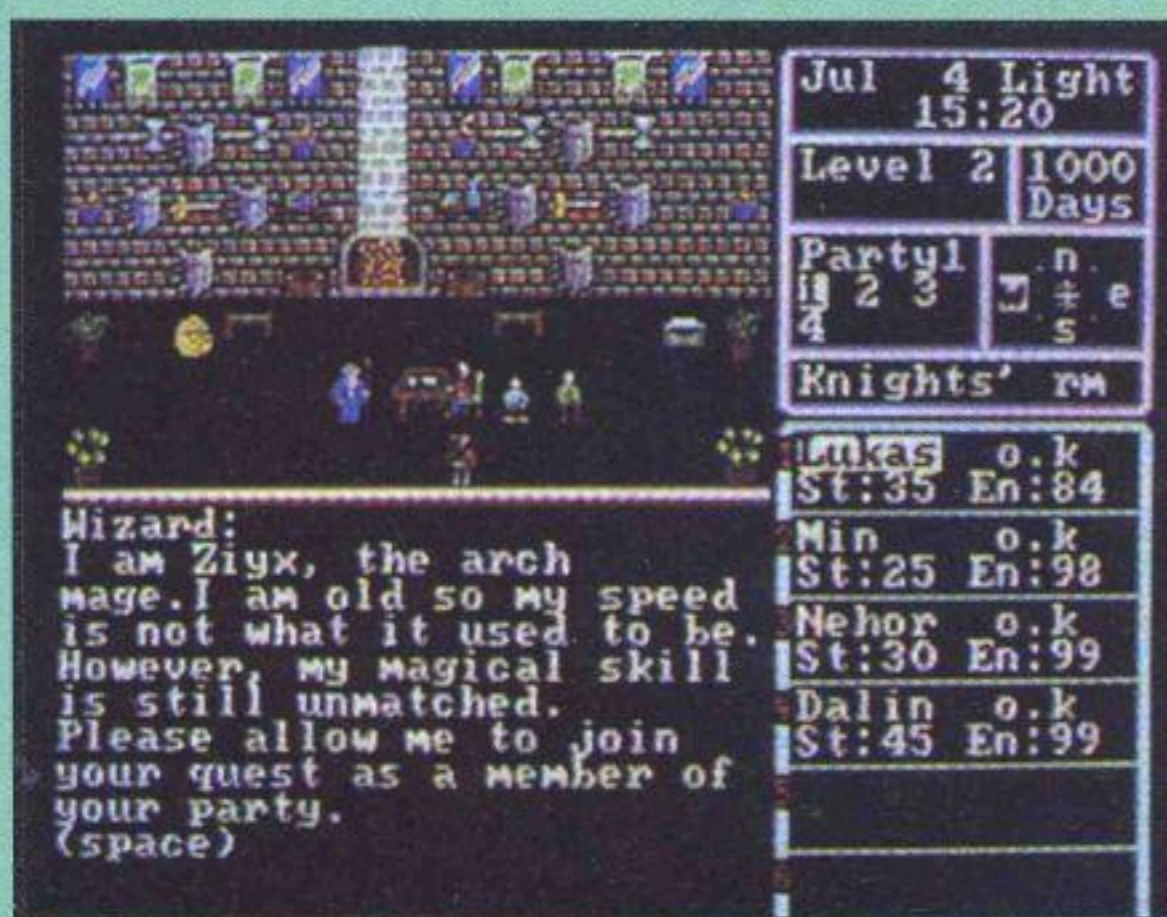 Jul 4 Light
15:20
Level 2
1000
Days
Party1
1 2 3
4
n
e
s
Knights' rm
Lukas o.k
St:35 En:84
Min o.k
St:25 En:98
Nehor o.k
St:30 En:99
Dalin o.k
St:45 En:99
Wizard:
I am Ziyx, the arch
mage.I am old so my speed
is not what it used to be.
However, my magical skill
is still unmatched.
Please allow me to join
your quest as a member of
your party.
(space)